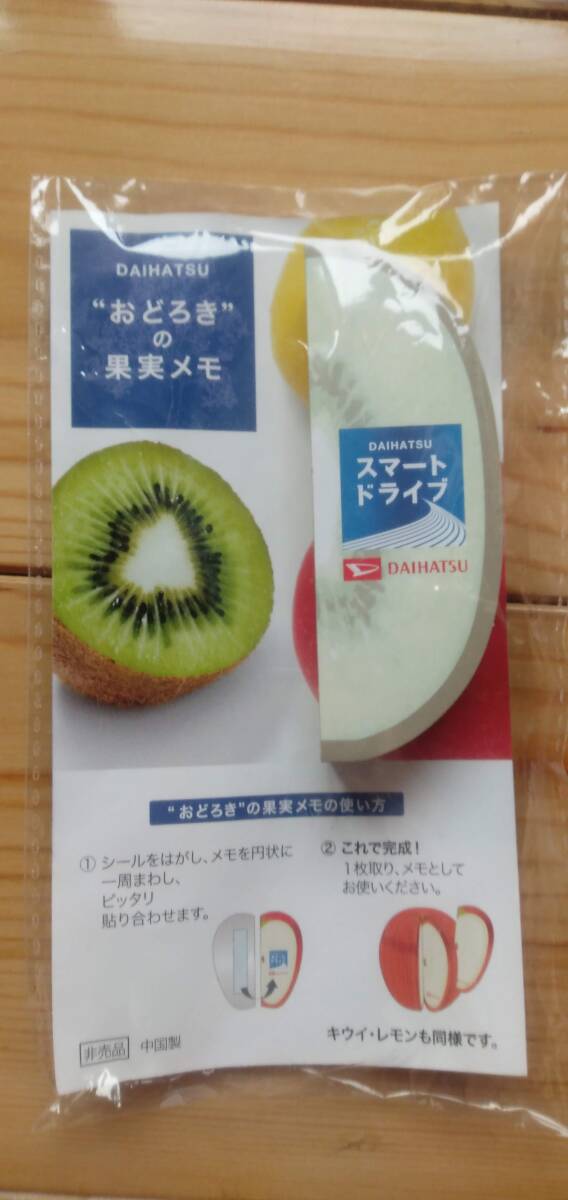 DAIHATSU
“おどろき”
の
果実メモ
DAIHATSU
スマート
ドライブ
DAIHATSU
“おどろき”の果実メモの使い方
① シールをはがし、メモを円状に
一周まわし、
ピッタリ
貼り合わせます。
② これで完成！
1枚取り、メモとして
お使いください。
キウイ・レモンも同様です。
非売品 中国製